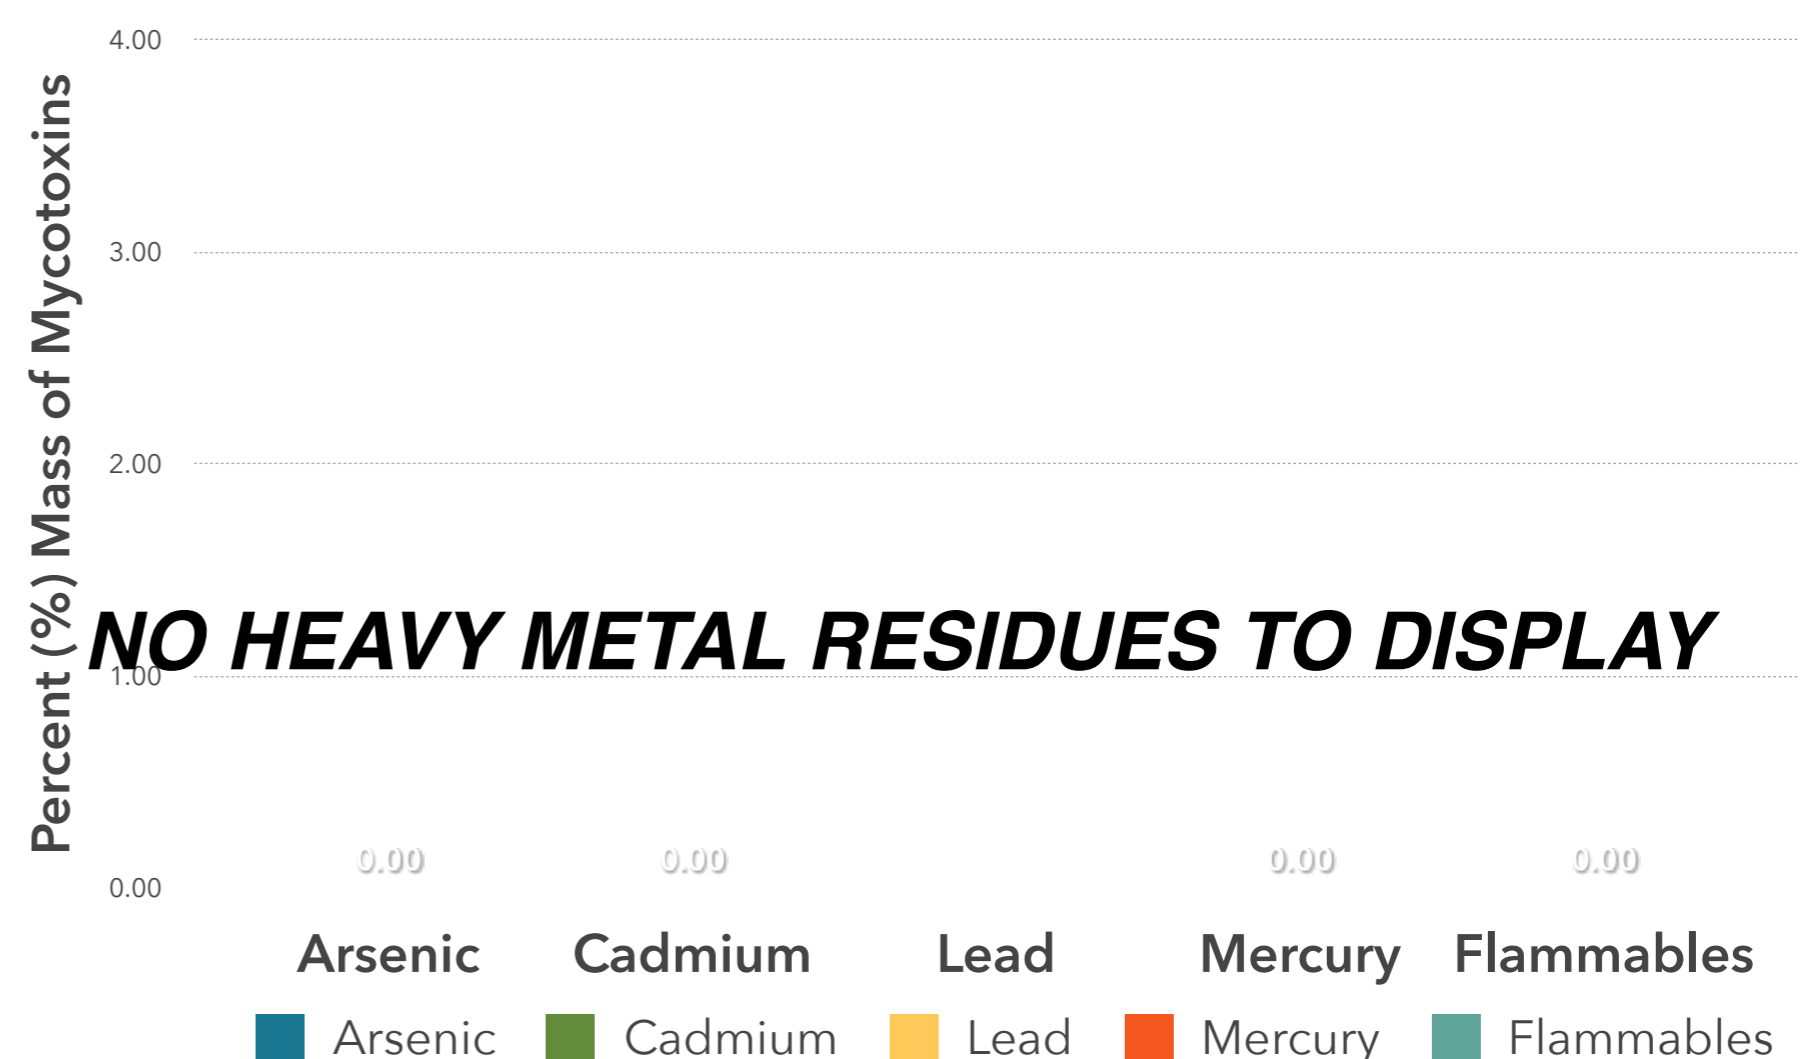 Percent (%) Mass of Mycotoxins
4.00
3.00
2.00
NO HEAVY METAL RESIDUES TO DISPLAY
1.00
0.00 0.00 0.00 0.00
0.00
Arsenic Cadmium Lead Mercury Flammables
Arsenic Cadmium Lead Mercury Flammables